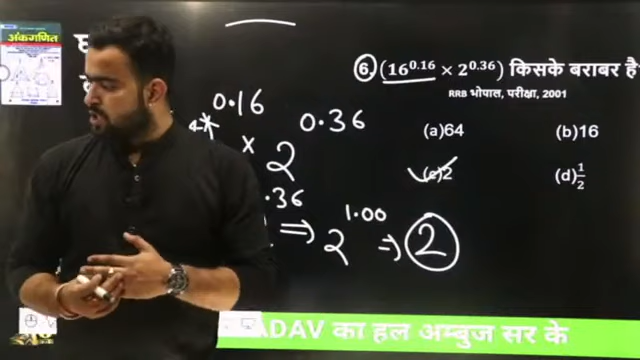 अंकगणित
6. (16^0.16 × 2^0.36) किसके बराबर है
RRB भोपाल, परीक्षा, 2001
(a)64
(b)16
(c)2
(d)1/2
0.16
0.36
× 2
.36
⇒ 2^1.00 ⇒ 2
ADAV का हल अम्बुज सर के